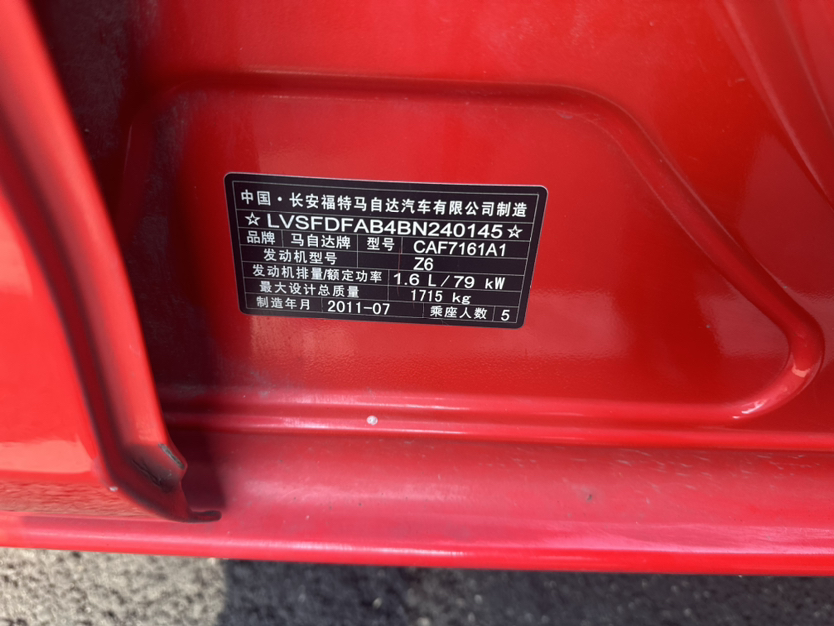 中国·长安福特马自达汽车有限公司制造
☆LVSFDFAB4BN240145☆
品牌 马自达牌 型号 CAF7161A1
发动机型号 Z6
发动机排量/额定功率 1.6 L/79 kW
最大设计总质量 1715 kg
制造年月 2011-07 乘座人数 5